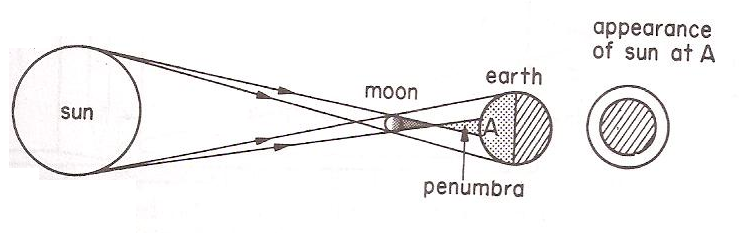 appearance
of sun at A
earth
moon
sun
A
penumbra